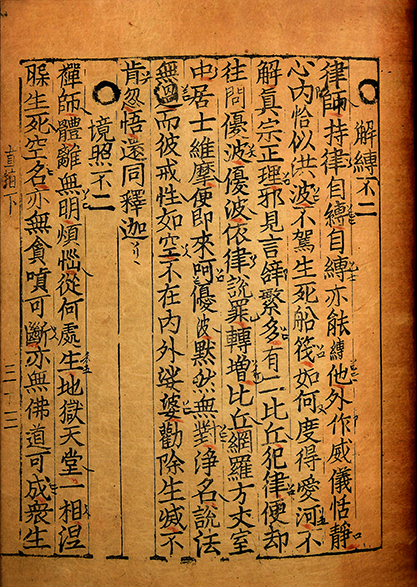 解縛不二
律師持律自縛自縛亦能縛他外作威儀恬靜
心內恰似洪波不駕生死船筏如何度得愛河不
解真宗正理邪見言辝繁多有二比丘犯律便却
往問優波優波依律說罪轉增比丘網羅方丈室
中居士維摩便即來呵優波默然無對淨名說法
無過而彼戒性如空不在內外娑婆勸除生滅不
肯忽悟還同釋迦
境照不二
禪師體離無明煩惱從何處生地獄天堂一相涅
槃生死空名亦無貪嗔可斷亦無佛道可成衆生
直指下